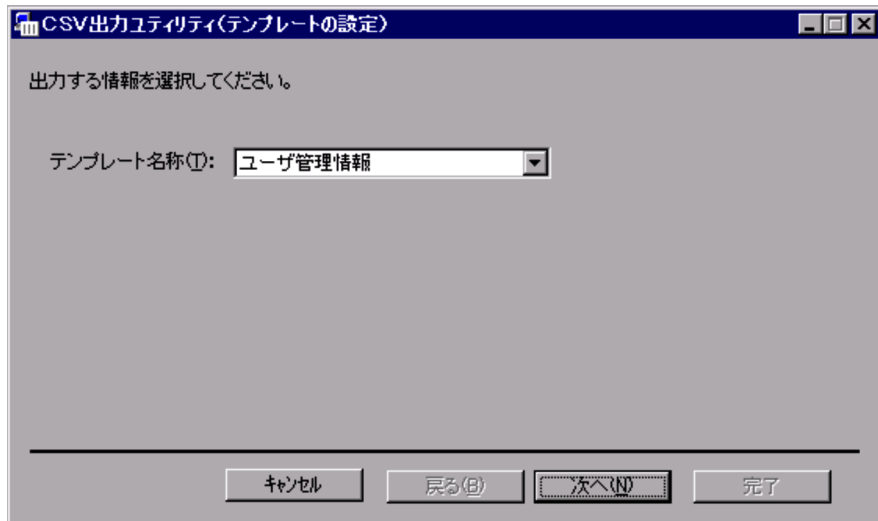 CSV出力ユティリティ(テンプレートの設定)
出力する情報を選択してください。
テンプレート名称(T): ユーザ管理情報
キャンセル 戻る(B) 次へ(N) 完了